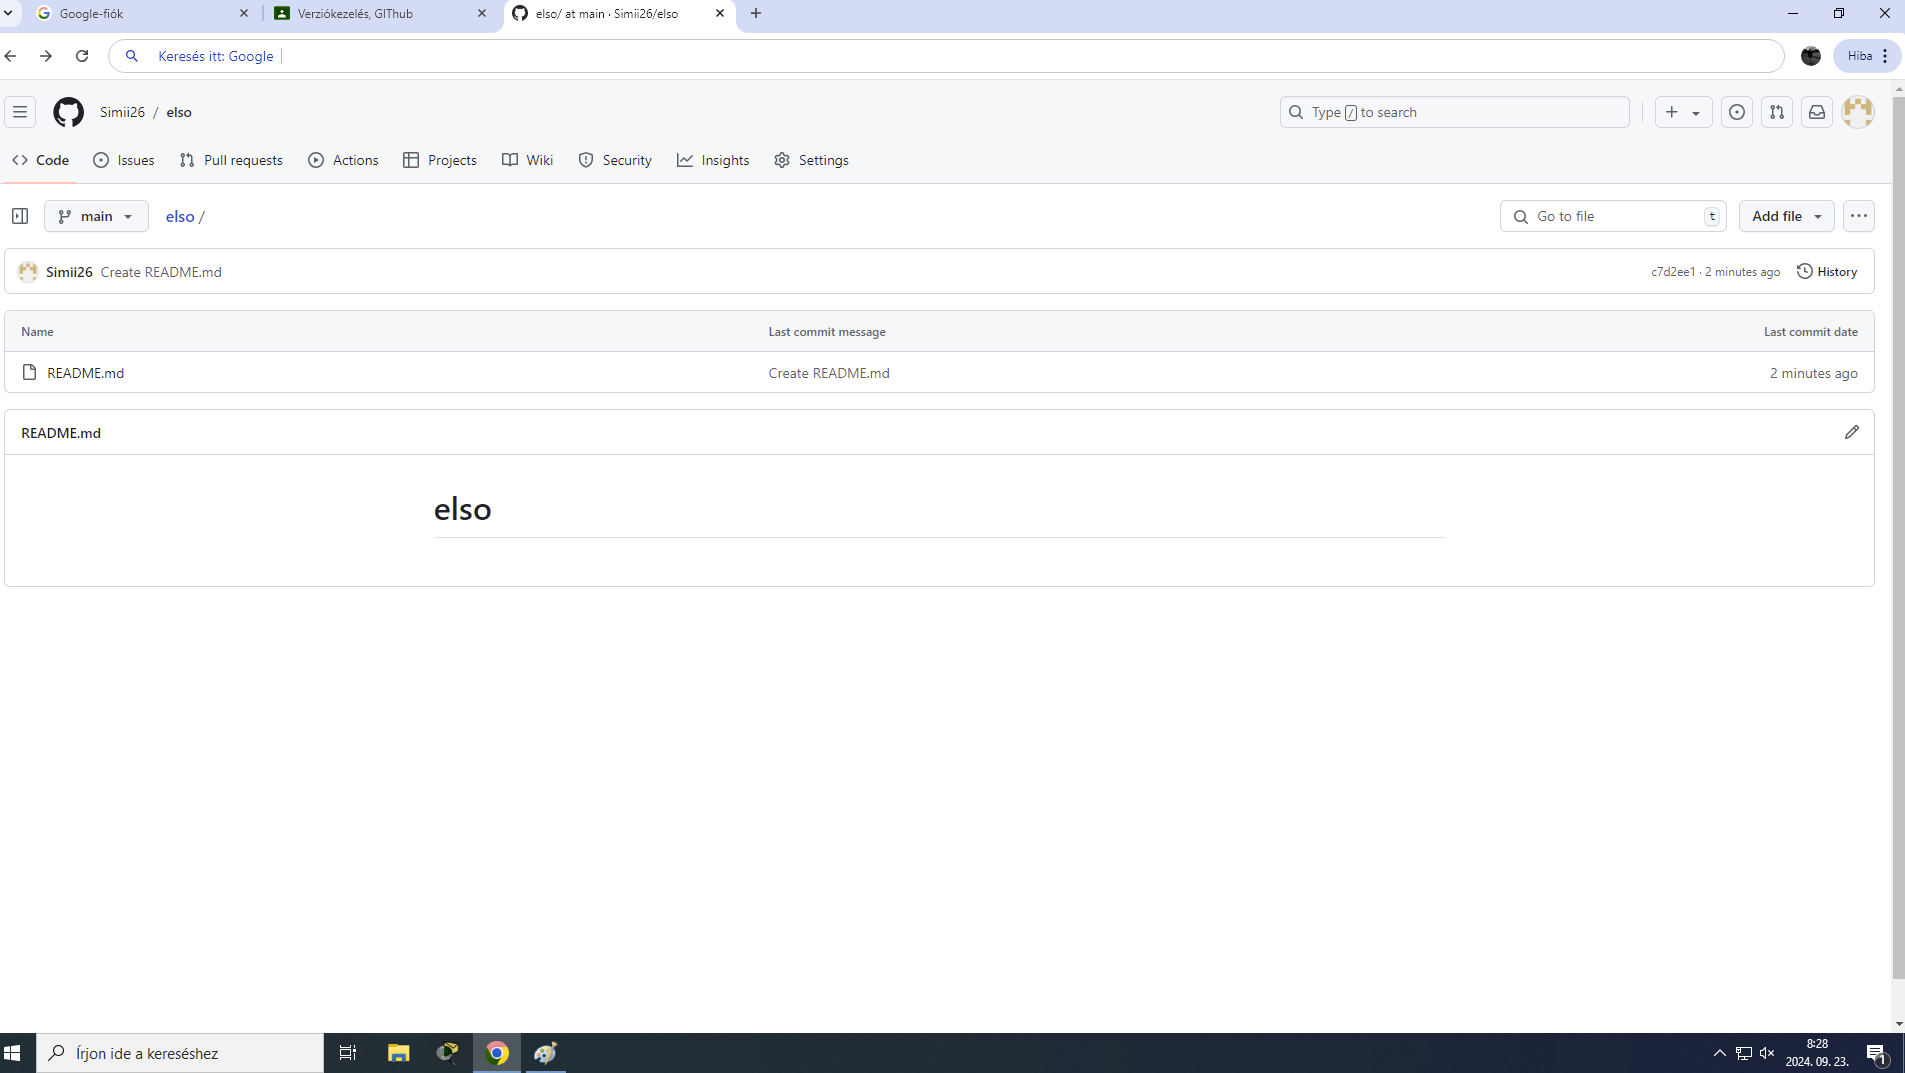 Google-fiók
Verziókezelés, GIThub
elso/ at main · Simii26/elso
Keresés itt: Google
Hiba
Simii26 / elso
Type / to search
Code
Issues
Pull requests
Actions
Projects
Wiki
Security
Insights
Settings
main
elso /
Go to file
t
Add file
Simii26 Create README.md
c7d2ee1 · 2 minutes ago
History
Name
Last commit message
Last commit date
README.md
Create README.md
2 minutes ago
README.md
elso
Írjon ide a kereséshez
8:28
2024. 09. 23.
1